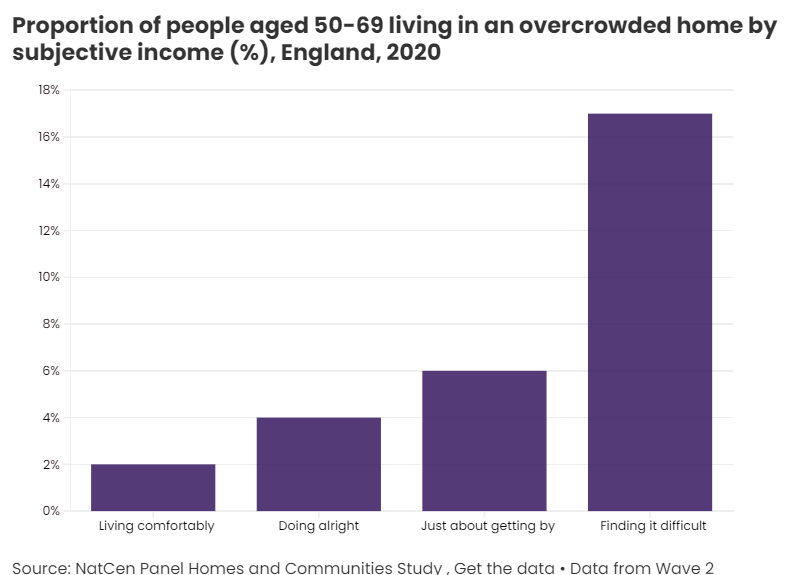 Proportion of people aged 50-69 living in an overcrowded home by
subjective income (%), England, 2020
18%
16%
14%
12%
10%
8%
6%
4%
2%
0%
Living comfortably
Doing alright
Just about getting by
Finding it difficult
Source: NatCen Panel Homes and Communities Study , Get the data • Data from Wave 2